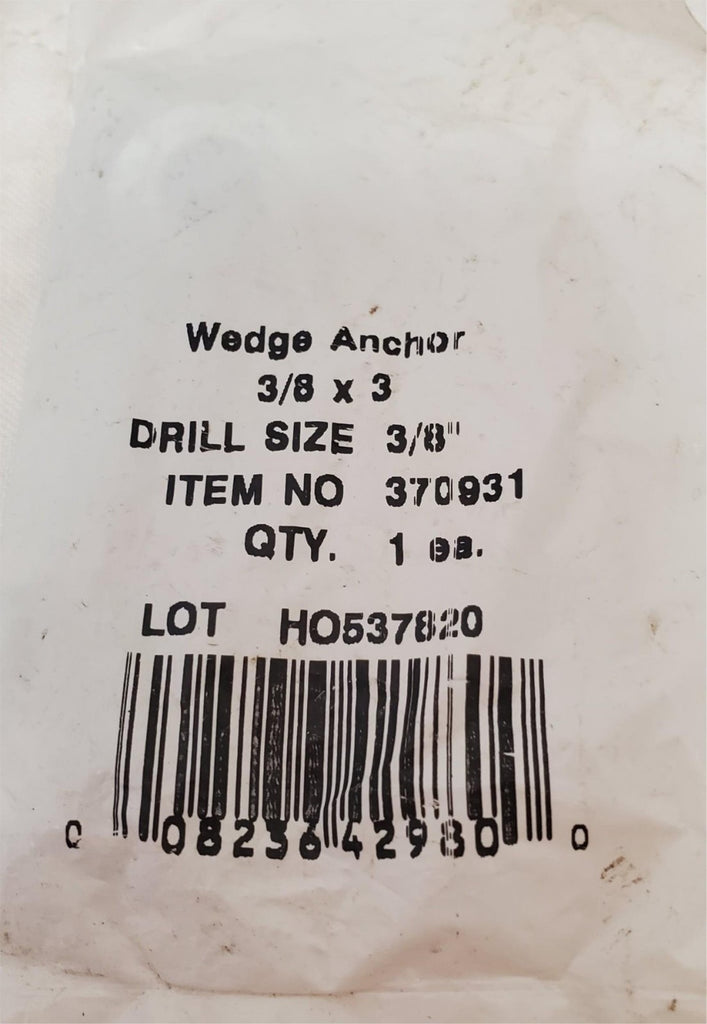 Wedge Anchor
3/8 x 3
DRILL SIZE 3/8"
ITEM NO 370931
QTY. 1 ea.
LOT HO537820
0 08236 42980 0